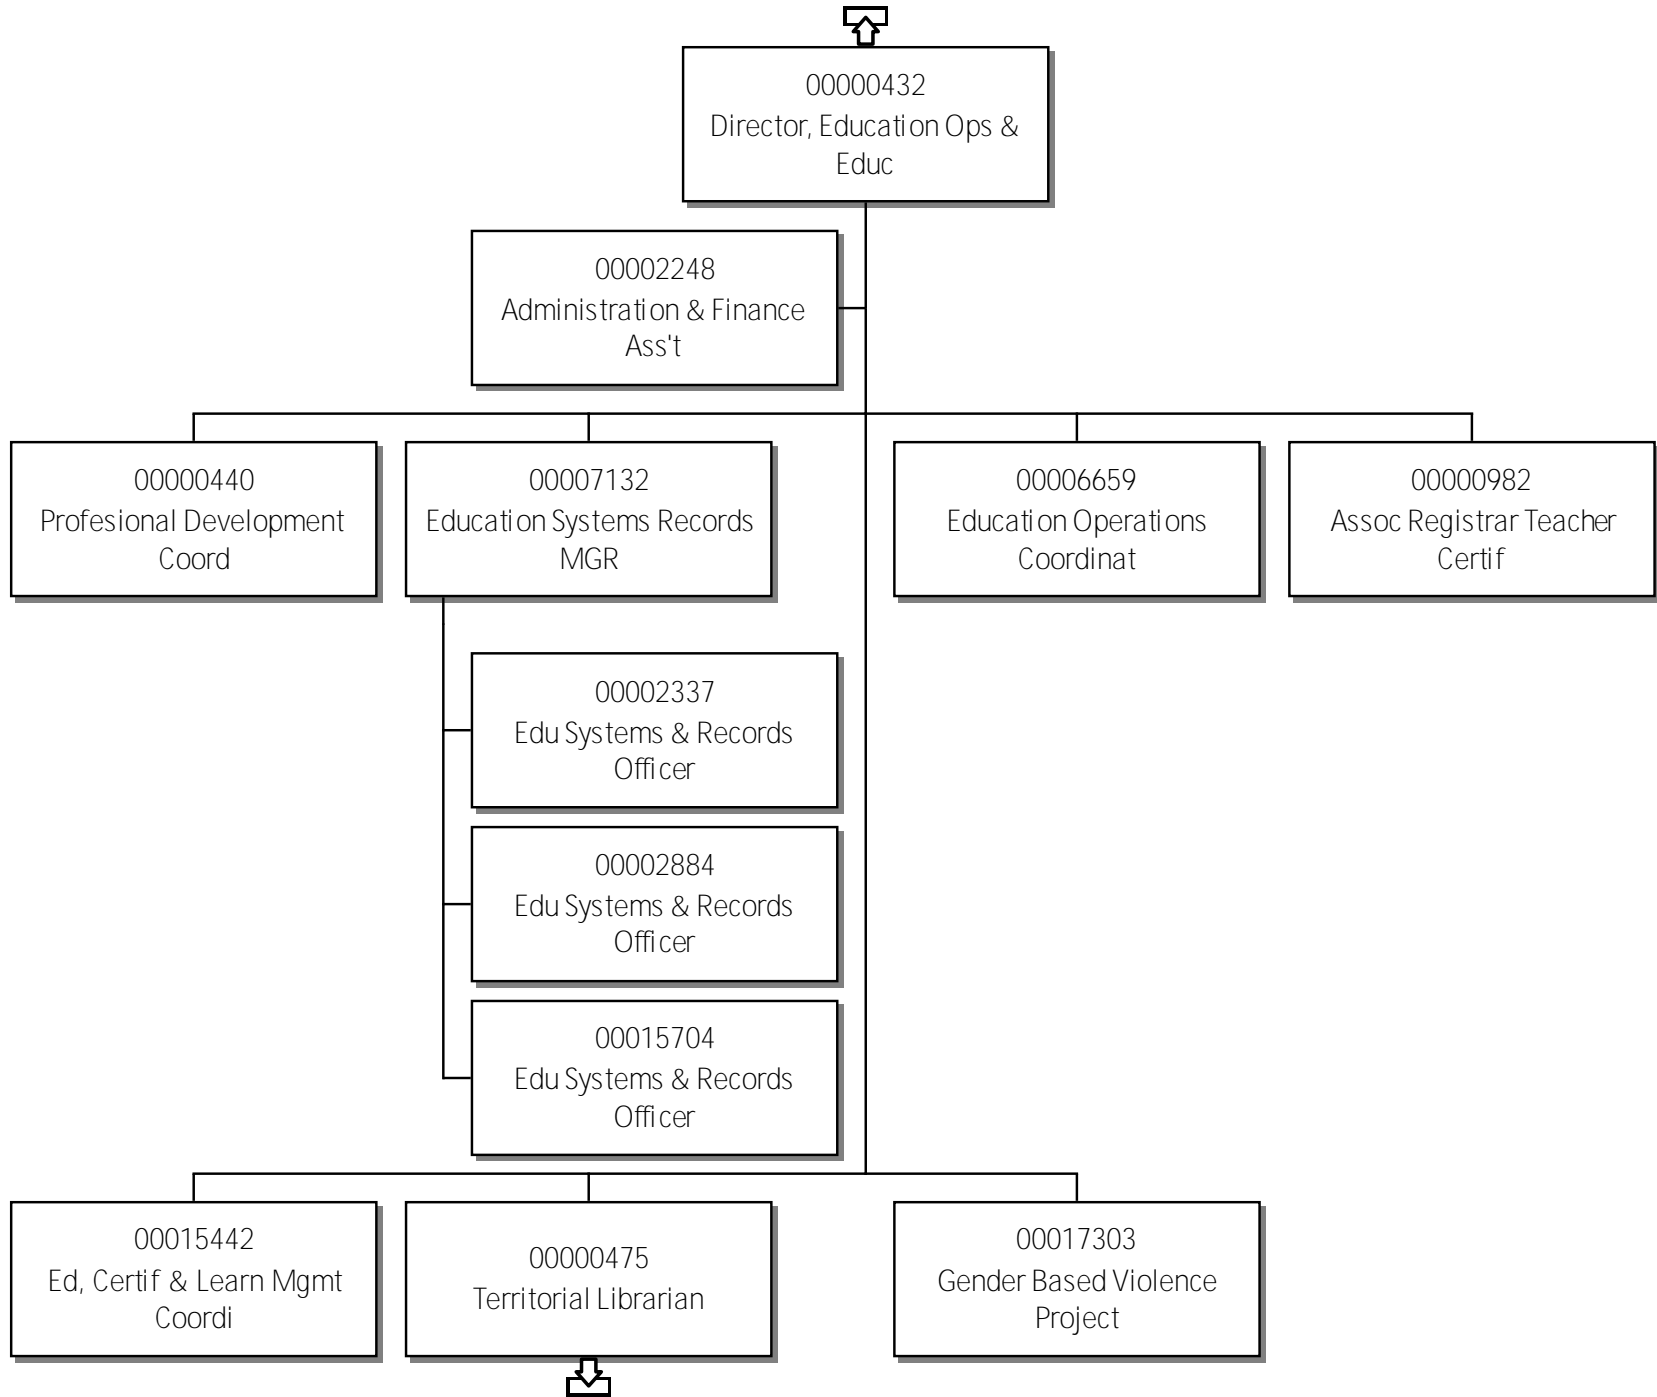 00000432
Director, Education Ops &
Educ
00002248
Administration & Finance
Ass't
00000440
Profesional Development
Coord
00007132
Education Systems Records
MGR
00006659
Education Operations
Coordinat
00000982
Assoc Registrar Teacher
Certif
00002337
Edu Systems & Records
Officer
00002884
Edu Systems & Records
Officer
00015704
Edu Systems & Records
Officer
00015442
Ed, Certif & Learn Mgmt
Coordi
00000475
Territorial Librarian
00017303
Gender Based Violence
Project